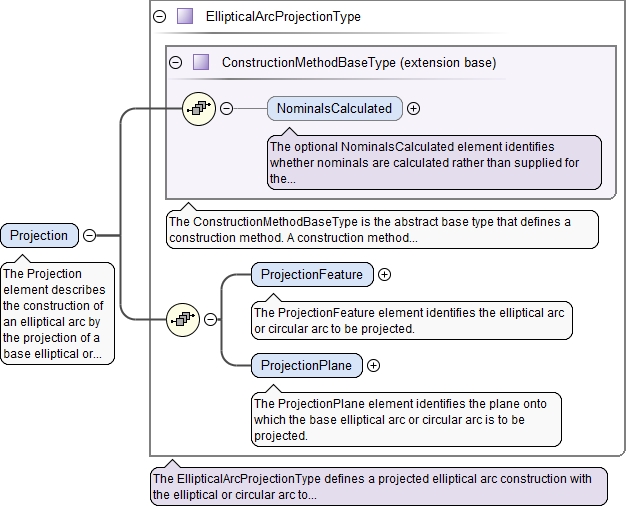 EllipticalArcProjectionType
ConstructionMethodBaseType (extension base)
NominalsCalculated
The optional NominalsCalculated element identifies
whether nominals are calculated rather than supplied for
the...
The ConstructionMethodBaseType is the abstract base type that defines a
construction method. A construction method...
Projection
The Projection
element describes
the construction of
an elliptical arc by
the projection of a
base elliptical or...
ProjectionFeature
The ProjectionFeature element identifies the elliptical arc
or circular arc to be projected.
ProjectionPlane
The ProjectionPlane element identifies the plane onto
which the base elliptical arc or circular arc is to be
projected.
The EllipticalArcProjectionType defines a projected elliptical arc construction with
the elliptical or circular arc to...